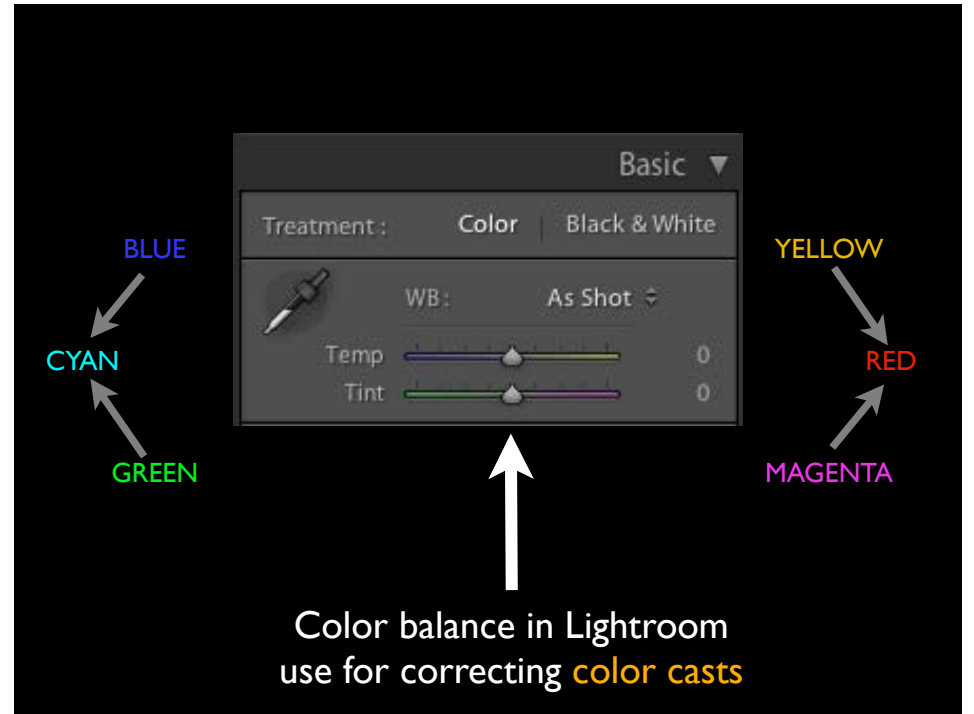 Basic
Treatment : Color | Black & White
BLUE
YELLOW
WB: As Shot
CYAN
Temp 0
RED
Tint 0
GREEN
MAGENTA
Color balance in Lightroom
use for correcting color casts